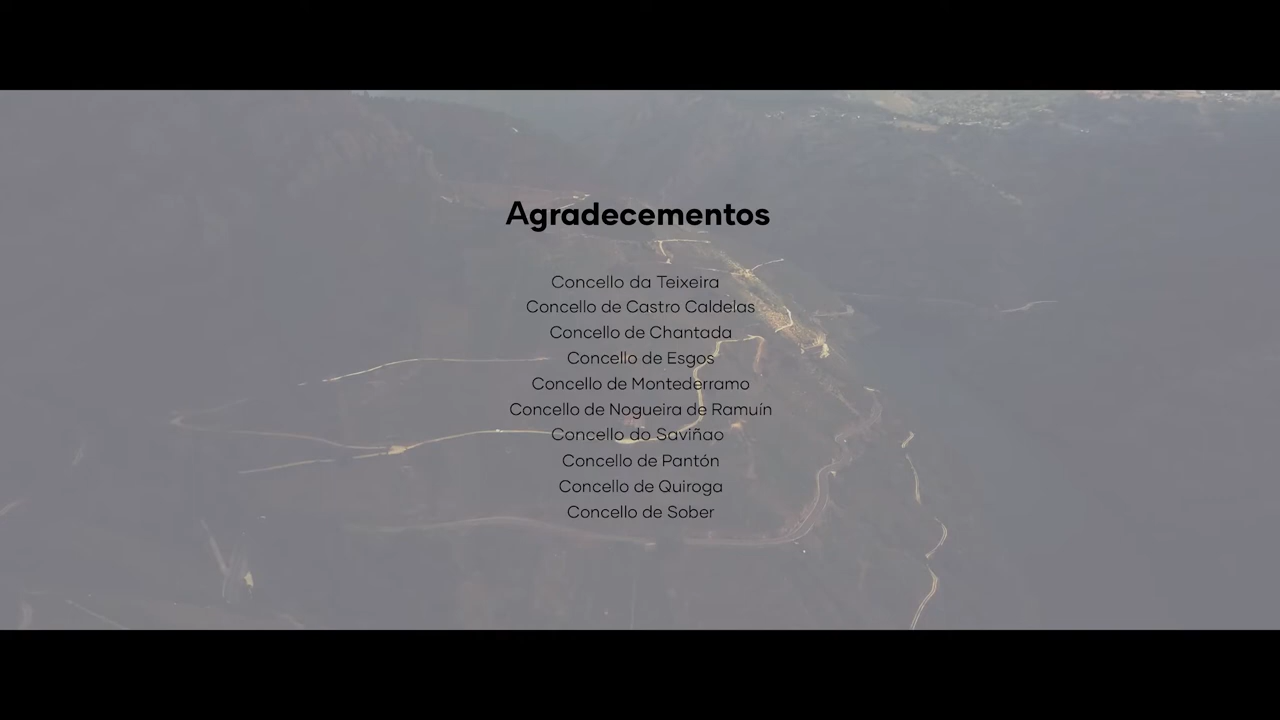 Agradecementos
Concello da Teixeira
Concello de Castro Caldelas
Concello de Chantada
Concello de Esgos
Concello de Montederramo
Concello de Nogueira de Ramuín
Concello do Saviñao
Concello de Pantón
Concello de Quiroga
Concello de Sober